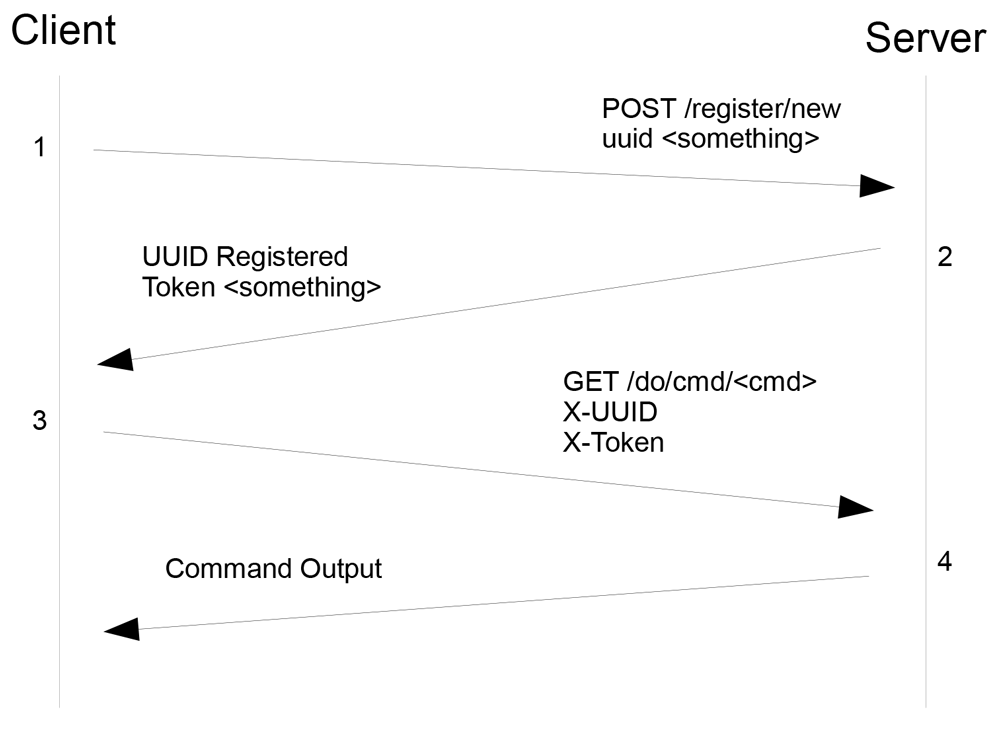 Client
Server
POST /register/new
uuid <something>
1
UUID Registered
Token <something>
2
GET /do/cmd/<cmd>
X-UUID
X-Token
3
Command Output
4